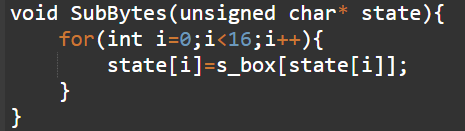 void SubBytes(unsigned char* state){
    for(int i=0;i<16;i++){
        state[i]=s_box[state[i]];
    }
}